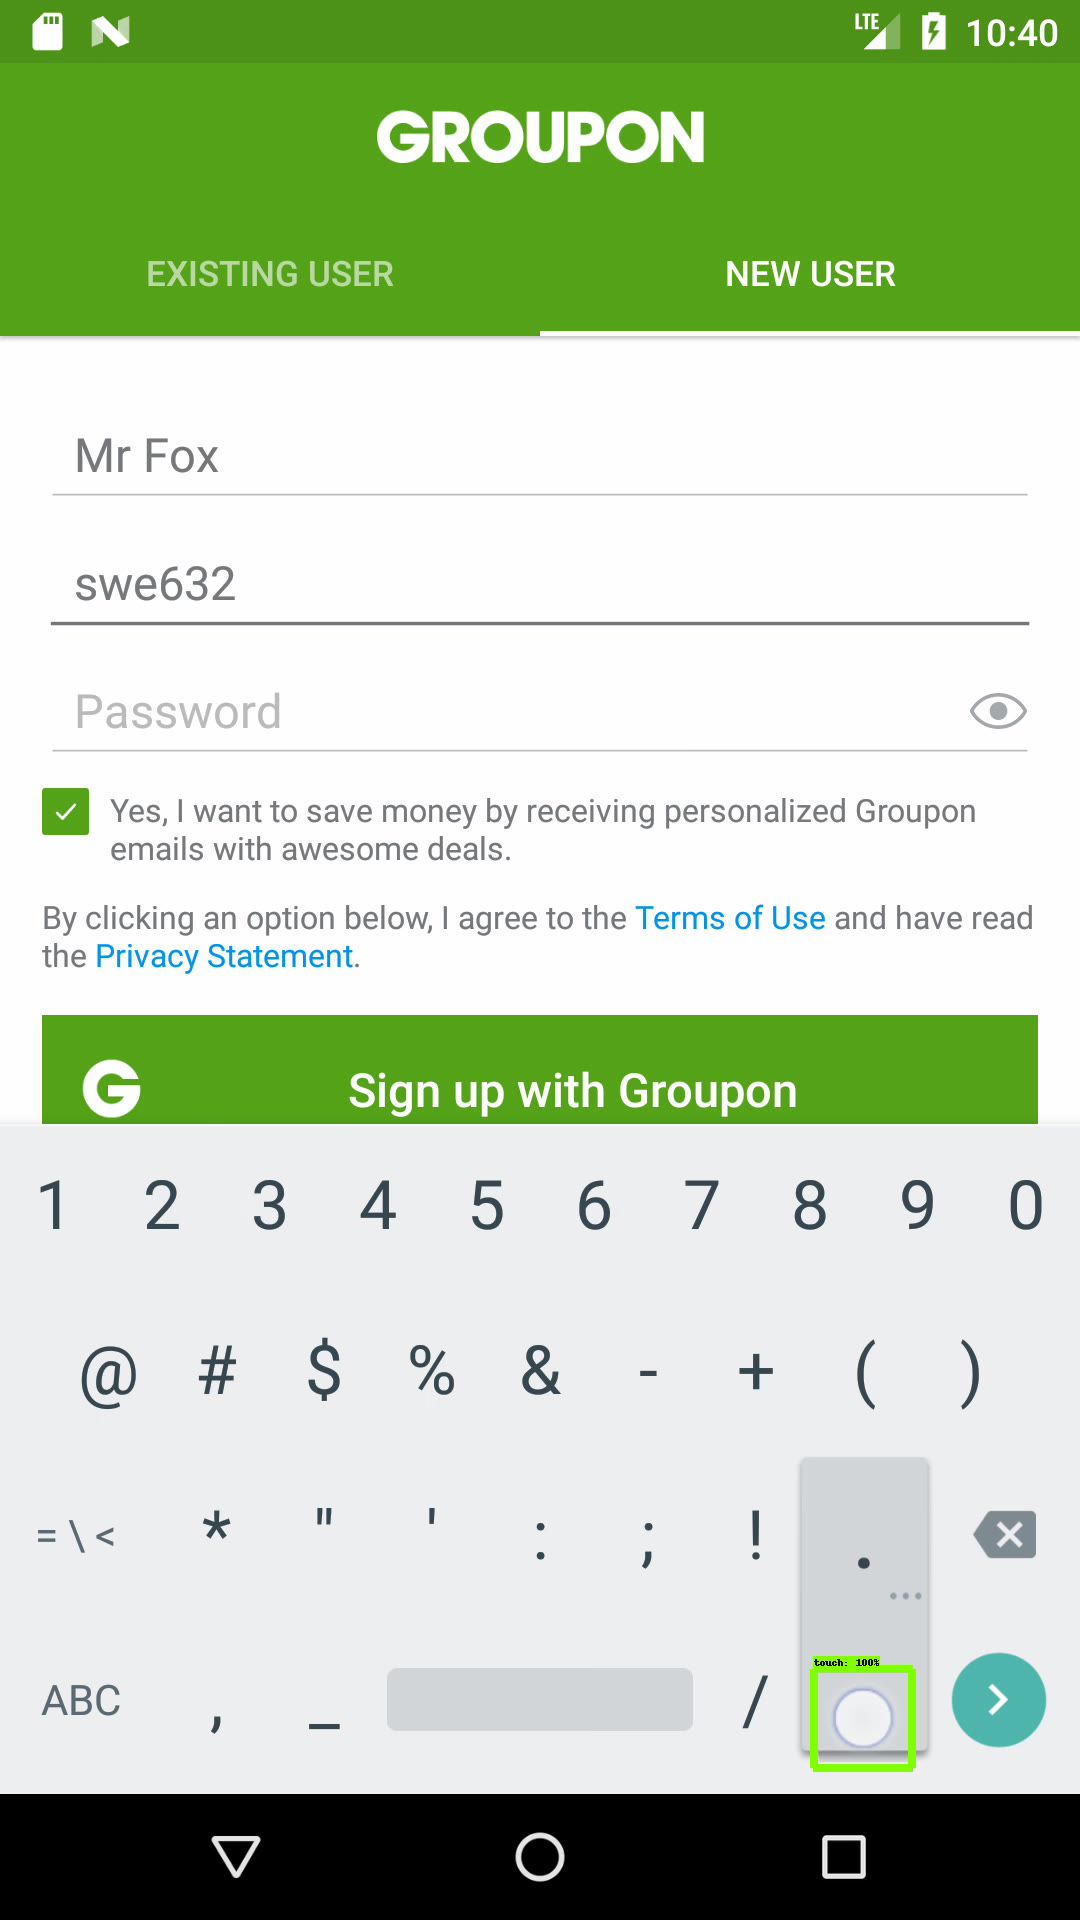 LTE 10:40
GROUPON
EXISTING USER NEW USER
Mr Fox
swe632
Password
Yes, I want to save money by receiving personalized Groupon
emails with awesome deals.
By clicking an option below, I agree to the Terms of Use and have read
the Privacy Statement.
G Sign up with Groupon
1 2 3 4 5 6 7 8 9 0
@ # $ % & - + ( )
= \ < * " ' : ; ! .
...
touch: 100%
ABC , _ /